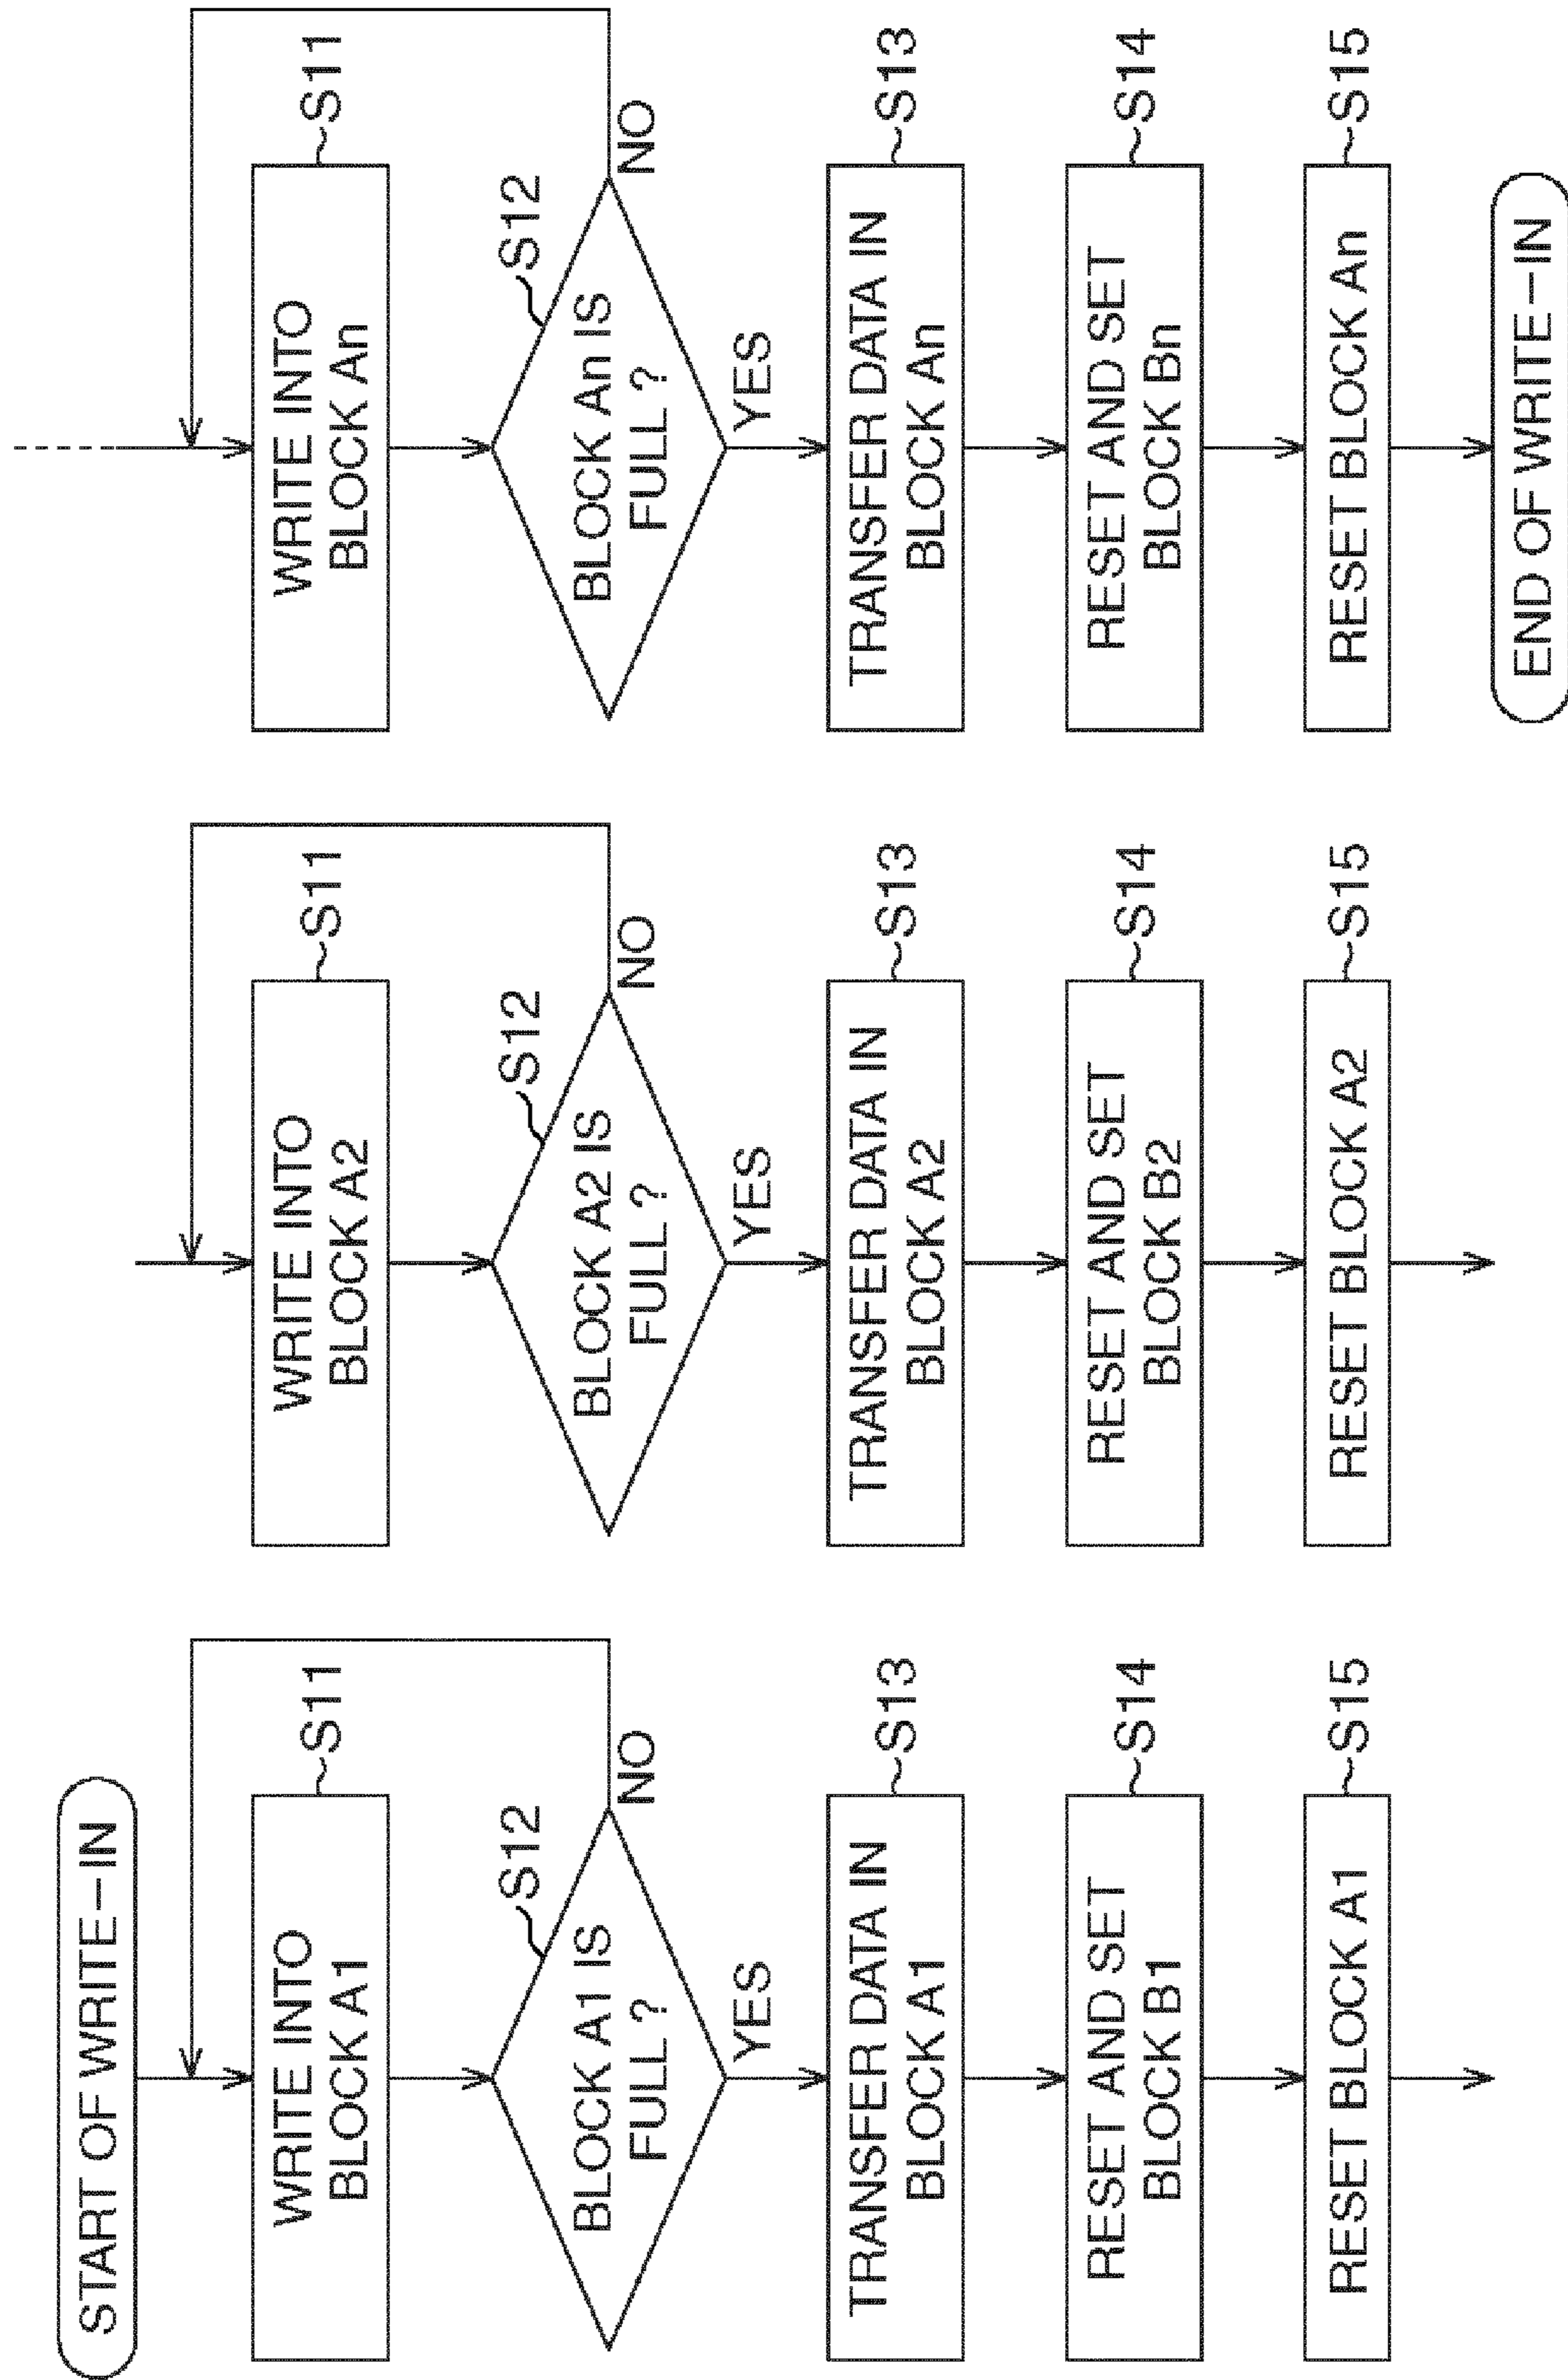 START OF WRITE-IN
WRITE INTO
BLOCK A1
~S11
BLOCK A1 IS
FULL ?
S12
NO
YES
TRANSFER DATA IN
BLOCK A1
~S13
RESET AND SET
BLOCK B1
~S14
RESET BLOCK A1
~S15
WRITE INTO
BLOCK A2
~S11
BLOCK A2 IS
FULL ?
S12
NO
YES
TRANSFER DATA IN
BLOCK A2
~S13
RESET AND SET
BLOCK B2
~S14
RESET BLOCK A2
~S15
WRITE INTO
BLOCK An
~S11
BLOCK An IS
FULL ?
S12
NO
YES
TRANSFER DATA IN
BLOCK An
~S13
RESET AND SET
BLOCK Bn
~S14
RESET BLOCK An
~S15
END OF WRITE-IN